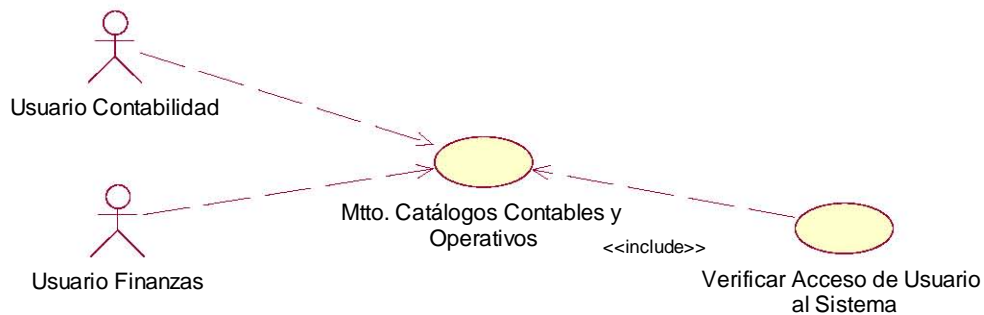 Usuario Contabilidad
Mtto. Catálogos Contables y
Operativos
<<include>>
Usuario Finanzas
Verificar Acceso de Usuario
al Sistema